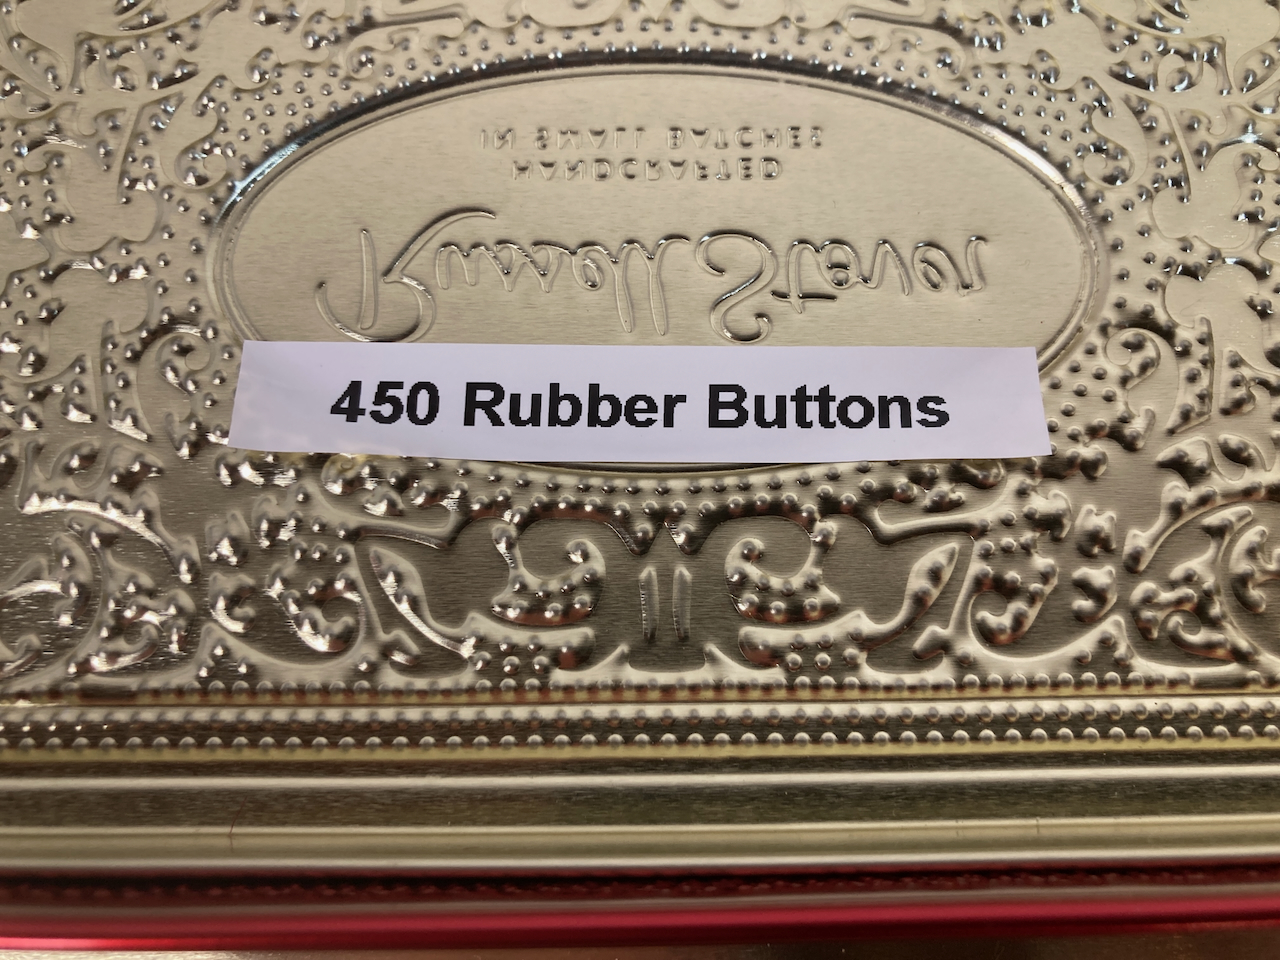 IN SMALL BATCHES
HANDCRAFTED
Russell Stover
450 Rubber Buttons